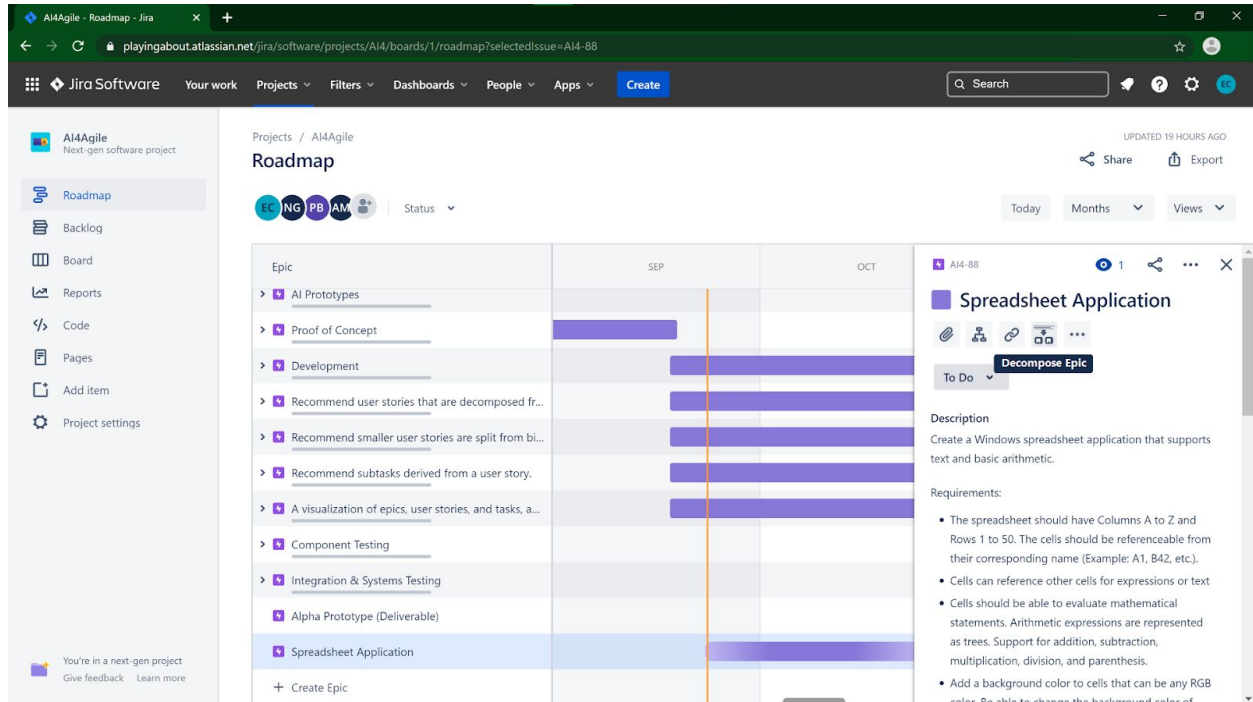 AI4Agile - Roadmap - Jira
playingabout.atlassian.net/jira/software/projects/AI4/boards/1/roadmap?selectedIssue=AI4-88
Jira Software Your work Projects Filters Dashboards People Apps Create Search EC
AI4Agile
Next-gen software project
Roadmap
Backlog
Board
Reports
Code
Pages
Add item
Project settings
You're in a next-gen project
Give feedback Learn more
Projects / AI4Agile
UPDATED 19 HOURS AGO
Roadmap
Share Export
EC NG PB AM Status
Today Months Views
Epic SEP OCT
AI Prototypes
Proof of Concept
Development
Recommend user stories that are decomposed fr...
Recommend smaller user stories are split from bi...
Recommend subtasks derived from a user story.
A visualization of epics, user stories, and tasks, a...
Component Testing
Integration & Systems Testing
Alpha Prototype (Deliverable)
Spreadsheet Application
+ Create Epic
AI4-88 1
Spreadsheet Application
Decompose Epic
To Do
Description
Create a Windows spreadsheet application that supports
text and basic arithmetic.
Requirements:
• The spreadsheet should have Columns A to Z and
Rows 1 to 50. The cells should be referenceable from
their corresponding name (Example: A1, B42, etc.).
• Cells can reference other cells for expressions or text
• Cells should be able to evaluate mathematical
statements. Arithmetic expressions are represented
as trees. Support for addition, subtraction,
multiplication, division, and parenthesis.
• Add a background color to cells that can be any RGB
color. Be able to change the background color of